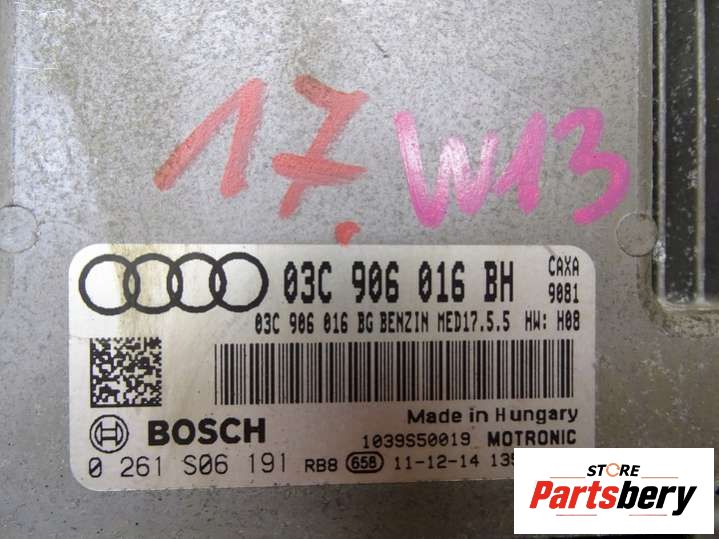 17.
W13
03C 906 016 BH
CAXA
9081
03C 906 016 BG BENZIN MED17.5.5 HW: H08
Made in Hungary
BOSCH
1039S50019 MOTRONIC
0 261 S06 191 RB8 658 11-12-14
STORE
Partsbery